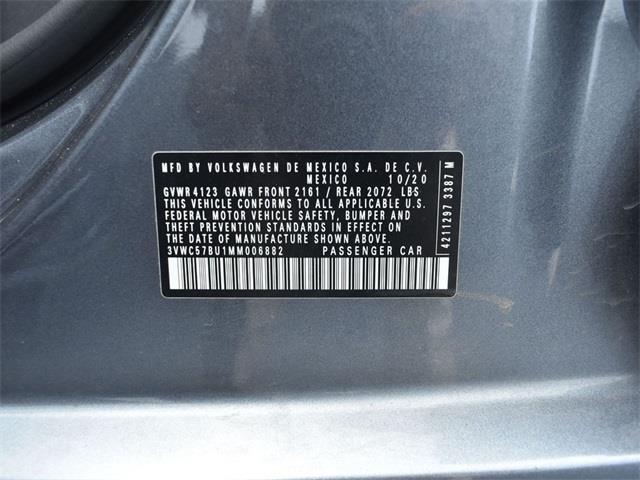 MFD BY VOLKSWAGEN DE MEXICO S.A. DE C.V.
MEXICO 10/20
GVWR 4123 GAWR FRONT 2161 / REAR 2072 LBS
THIS VEHICLE CONFORMS TO ALL APPLICABLE U.S.
FEDERAL MOTOR VEHICLE SAFETY, BUMPER AND
THEFT PREVENTION STANDARDS IN EFFECT ON
THE DATE OF MANUFACTURE SHOWN ABOVE.
3VWC57BU1MM006882 PASSENGER CAR
4211297 3387 M